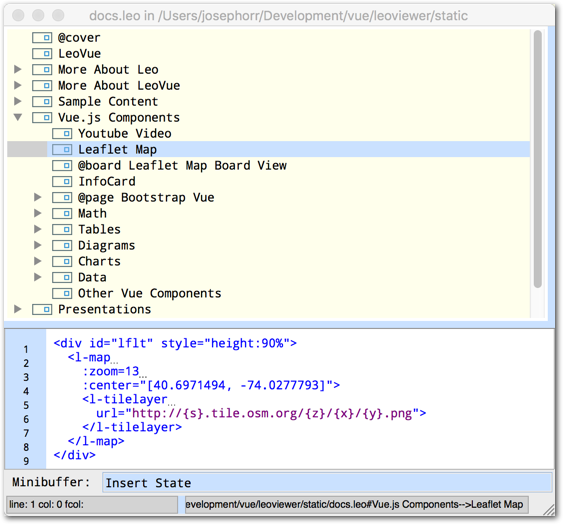 docs.leo in /Users/josephorr/Development/vue/leoviewer/static
@cover
LeoVue
More About Leo
More About LeoVue
Sample Content
Vue.js Components
Youtube Video
Leaflet Map
@board Leaflet Map Board View
InfoCard
@page Bootstrap Vue
Math
Tables
Diagrams
Charts
Data
Other Vue Components
Presentations
1 <div id="lflt" style="height:90%">
2 <l-map
3 :zoom=13
4 :center="[40.6971494, -74.0277793]">
5 <l-tilelayer
6 url="http://{s}.tile.osm.org/{z}/{x}/{y}.png">
7 </l-tilelayer>
8 </l-map>
9 </div>
Minibuffer: Insert State
line: 1 col: 0 fcol: evelopment/vue/leoviewer/static/docs.leo#Vue.js Components-->Leaflet Map